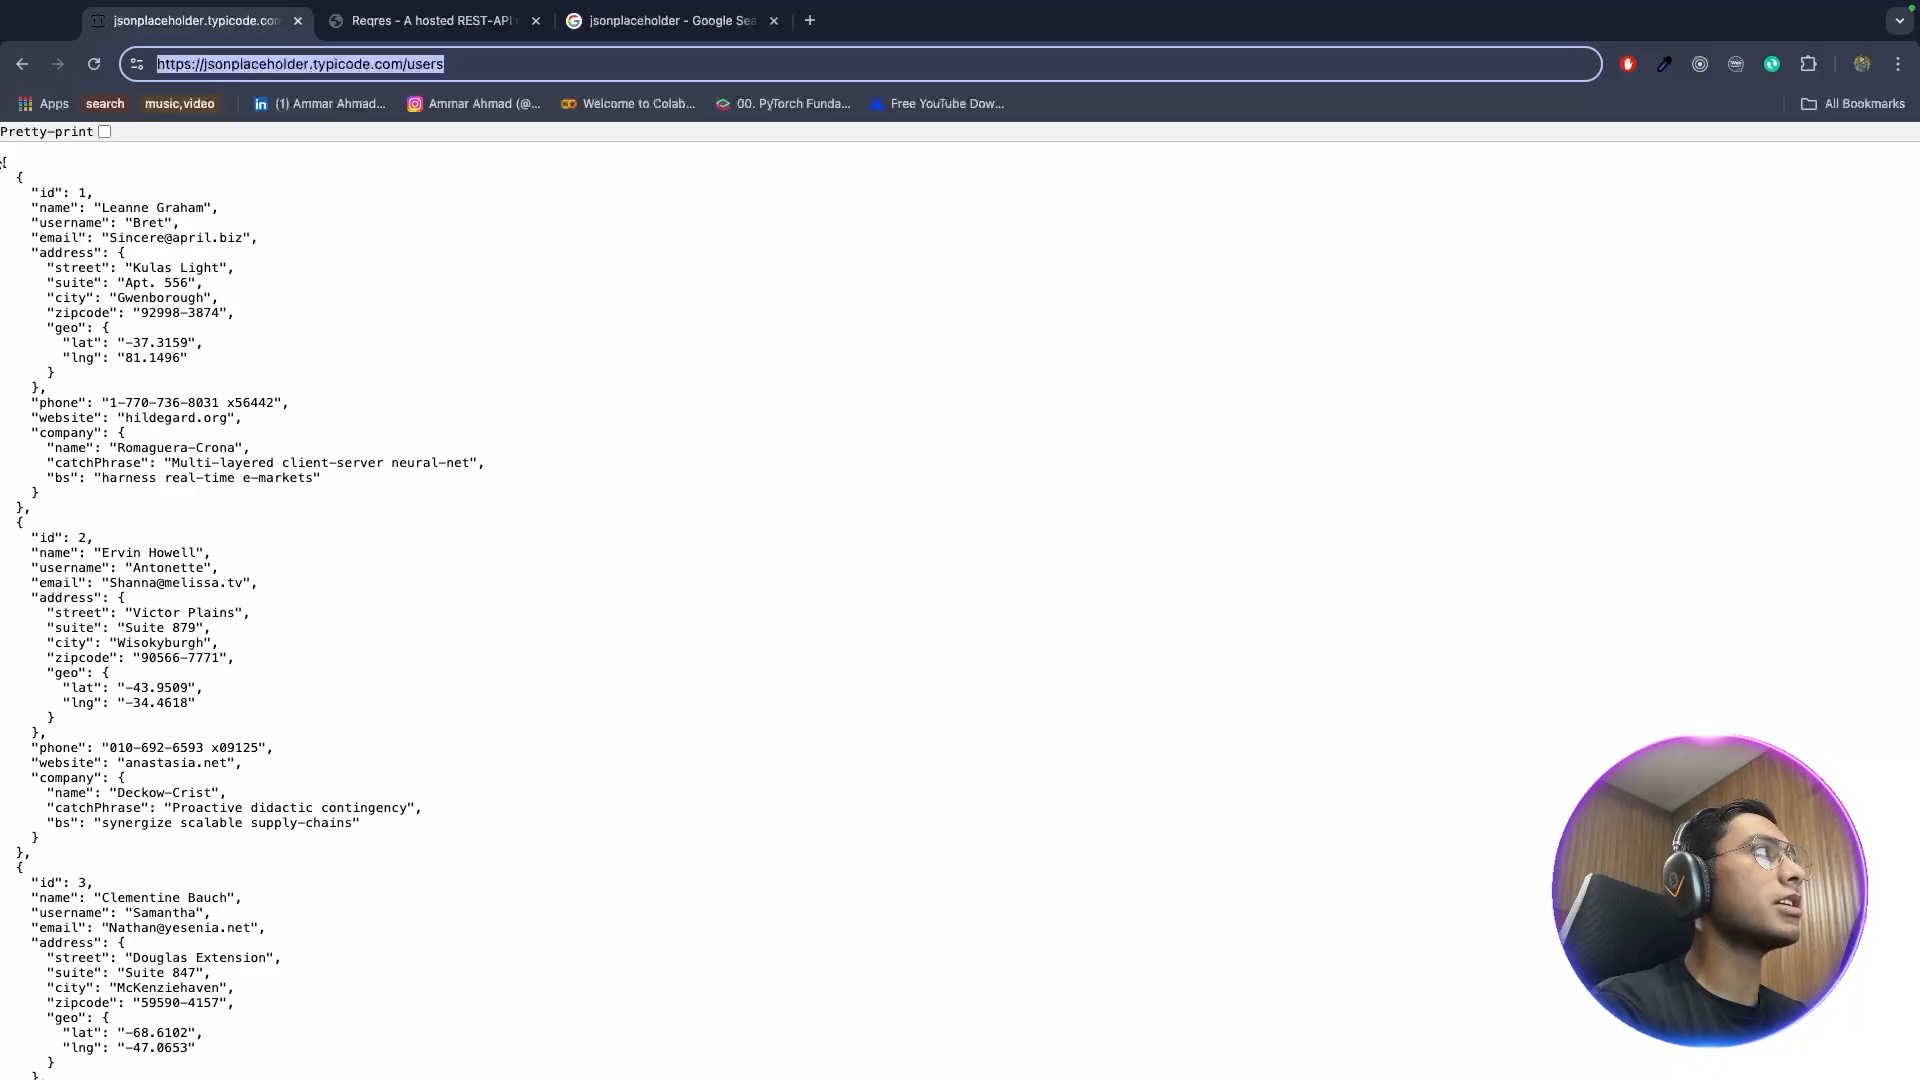 jsonplaceholder.typicode.com
Reqres - A hosted REST-API
jsonplaceholder - Google Sea
https://jsonplaceholder.typicode.com/users
Apps
search
music,video
(1) Ammar Ahmad...
Ammar Ahmad (@...
Welcome to Colab...
00. PyTorch Funda...
Free YouTube Dow...
All Bookmarks
Pretty-print
[
{
"id": 1,
"name": "Leanne Graham",
"username": "Bret",
"email": "Sincere@april.biz",
"address": {
"street": "Kulas Light",
"suite": "Apt. 556",
"city": "Gwenborough",
"zipcode": "92998-3874",
"geo": {
"lat": "-37.3159",
"lng": "81.1496"
}
},
"phone": "1-770-736-8031 x56442",
"website": "hildegard.org",
"company": {
"name": "Romaguera-Crona",
"catchPhrase": "Multi-layered client-server neural-net",
"bs": "harness real-time e-markets"
}
},
{
"id": 2,
"name": "Ervin Howell",
"username": "Antonette",
"email": "Shanna@melissa.tv",
"address": {
"street": "Victor Plains",
"suite": "Suite 879",
"city": "Wisokyburgh",
"zipcode": "90566-7771",
"geo": {
"lat": "-43.9509",
"lng": "-34.4618"
}
},
"phone": "010-692-6593 x09125",
"website": "anastasia.net",
"company": {
"name": "Deckow-Crist",
"catchPhrase": "Proactive didactic contingency",
"bs": "synergize scalable supply-chains"
}
},
{
"id": 3,
"name": "Clementine Bauch",
"username": "Samantha",
"email": "Nathan@yesenia.net",
"address": {
"street": "Douglas Extension",
"suite": "Suite 847",
"city": "McKenziehaven",
"zipcode": "59590-4157",
"geo": {
"lat": "-68.6102",
"lng": "-47.0653"
}
},